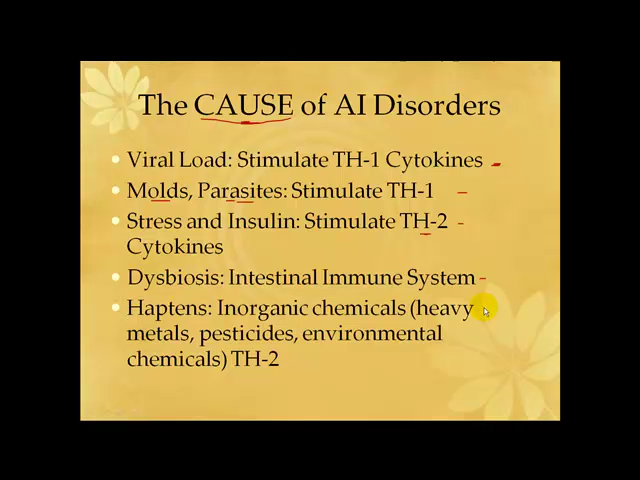 The CAUSE of AI Disorders
• Viral Load: Stimulate TH-1 Cytokines
• Molds, Parasites: Stimulate TH-1
• Stress and Insulin: Stimulate TH-2
Cytokines
• Dysbiosis: Intestinal Immune System
• Haptens: Inorganic chemicals (heavy
metals, pesticides, environmental
chemicals) TH-2